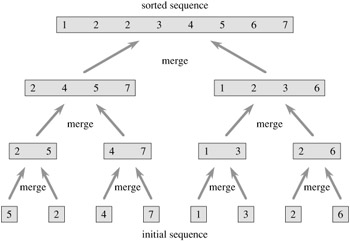 sorted sequence
1 2 2 3 4 5 6 7
merge
2 4 5 7 1 2 3 6
merge merge
2 5 4 7 1 3 2 6
merge merge merge merge
5 2 4 7 1 3 2 6
initial sequence